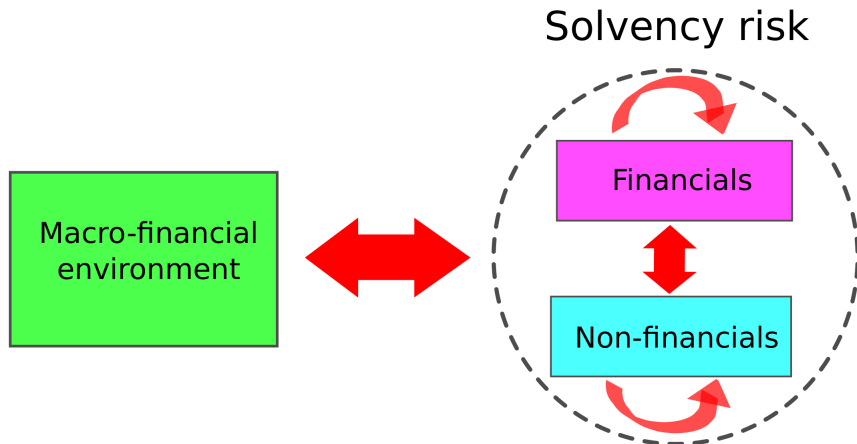 Solvency risk
Financials
Macro-financial
environment
Non-financials